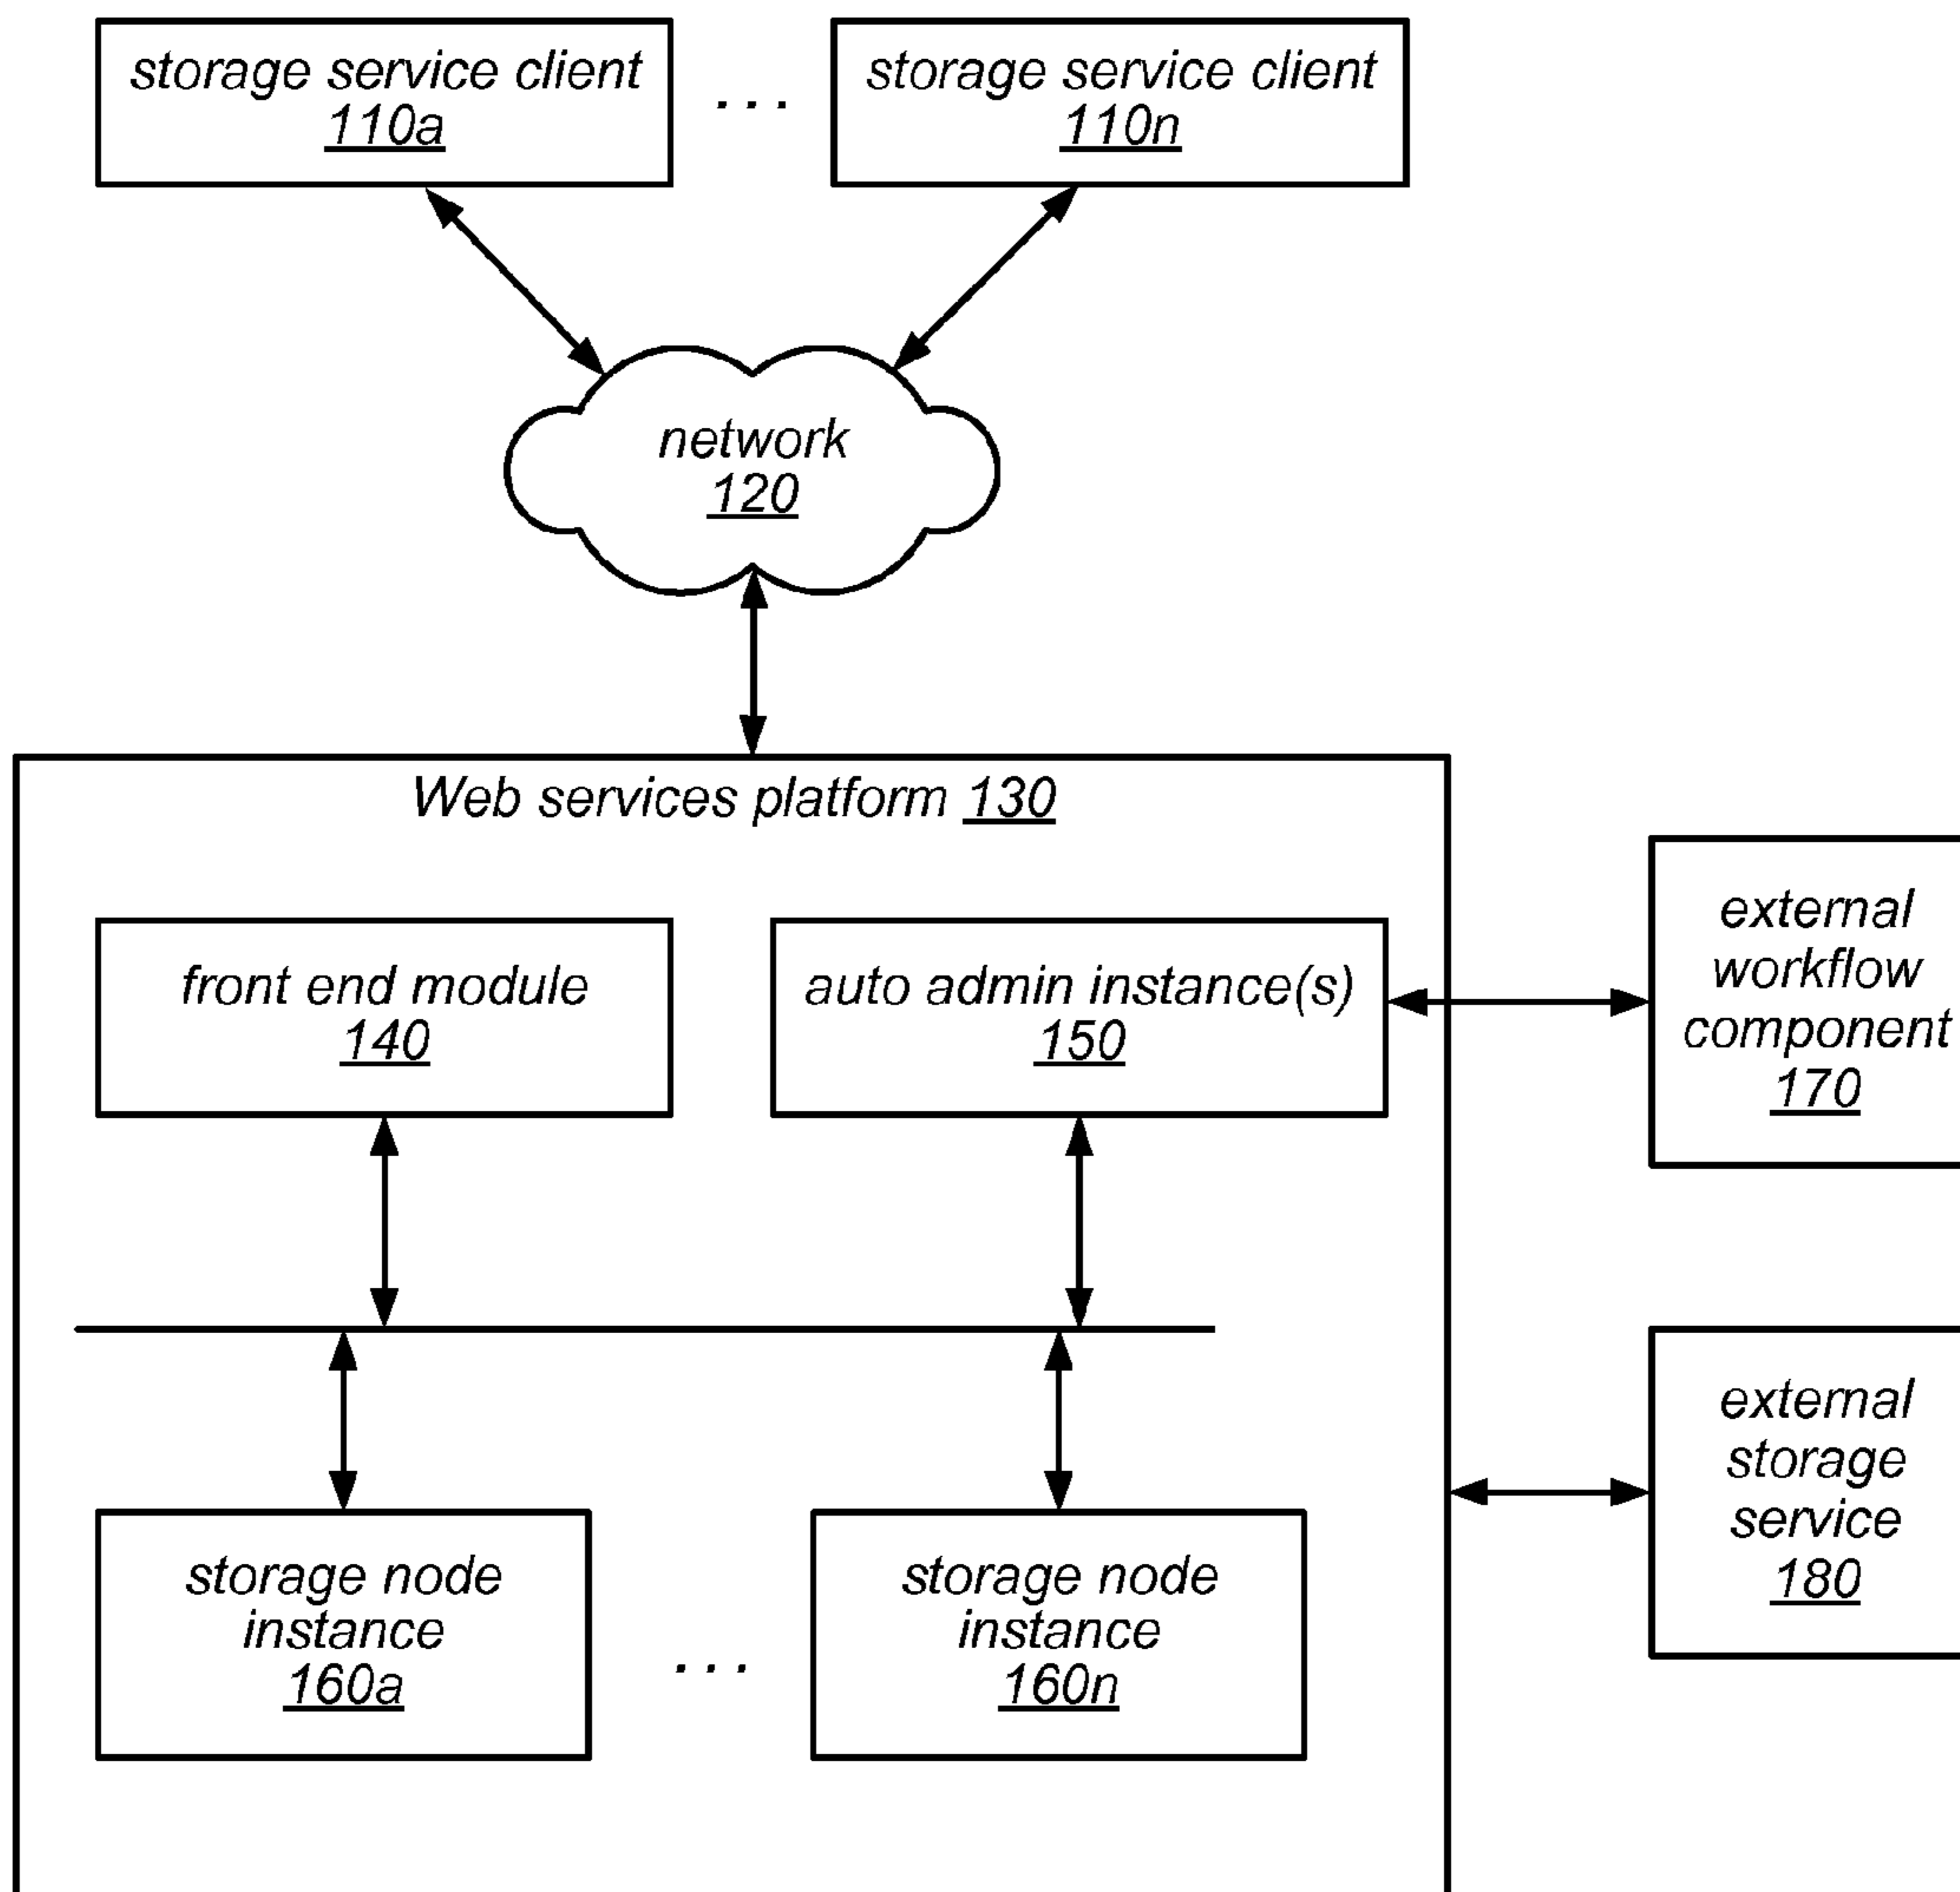 storage service client
110a
. . .
storage service client
110n
network
120
Web services platform 130
front end module
140
auto admin instance(s)
150
external
workflow
component
170
external
storage
service
180
storage node
instance
160a
. . .
storage node
instance
160n